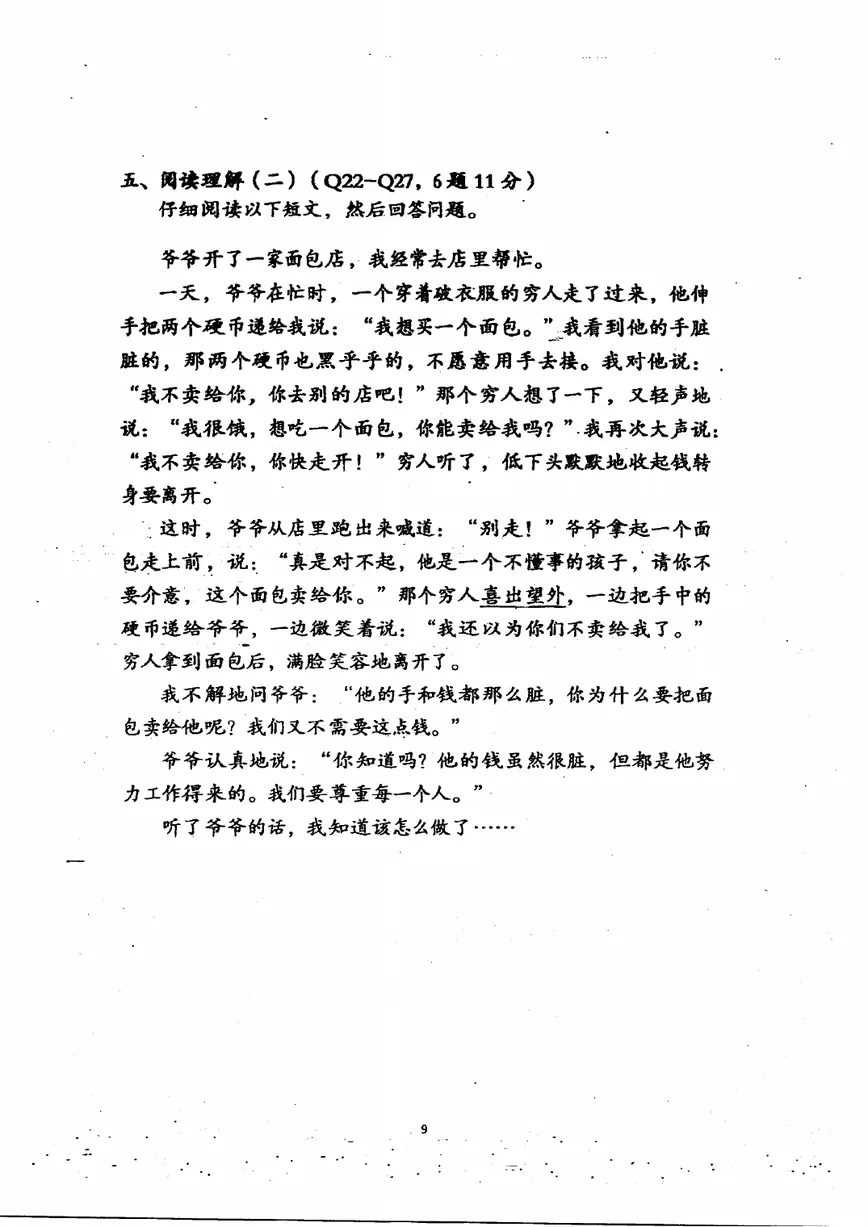 五、阅读理解（二）（Q22-Q27，6题11分）
仔细阅读以下短文，然后回答问题。
爷爷开了一家面包店，我经常去店里帮忙。
一天，爷爷在忙时，一个穿着破衣服的穷人走了过来，他伸
手把两个硬币递给我说：“我想买一个面包。”我看到他的手脏
脏的，那两个硬币也黑乎乎的，不愿意用手去接。我对他说：
“我不卖给你，你去别的店吧！”那个穷人想了一下，又轻声地
说：“我很饿，想吃一个面包，你能卖给我吗？”我再次大声说：
“我不卖给你，你快走开！”穷人听了，低下头默默地收起钱转
身要离开。
这时，爷爷从店里跑出来喊道：“别走！”爷爷拿起一个面
包走上前，说：“真是对不起，他是一个不懂事的孩子，请你不
要介意，这个面包卖给你。”那个穷人喜出望外，一边把手中的
硬币递给爷爷，一边微笑着说：“我还以为你们不卖给我了。”
穷人拿到面包后，满脸笑容地离开了。
我不解地问爷爷：“他的手和钱都那么脏，你为什么要把面
包卖给他呢？我们又不需要这点钱。”
爷爷认真地说：“你知道吗？他的钱虽然很脏，但都是他努
力工作得来的。我们要尊重每一个人。”
听了爷爷的话，我知道该怎么做了……
9